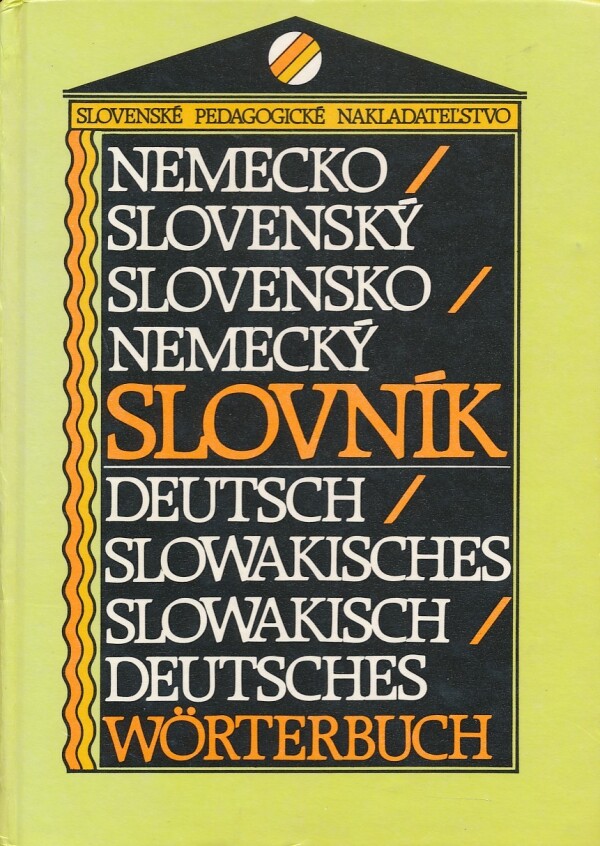 SLOVENSKÉ PEDAGOGICKÉ NAKLADATEĽSTVO
NEMECKO /
SLOVENSKÝ
SLOVENSKO /
NEMECKÝ
SLOVNÍK
DEUTSCH /
SLOWAKISCHES
SLOWAKISCH /
DEUTSCHES
WÖRTERBUCH